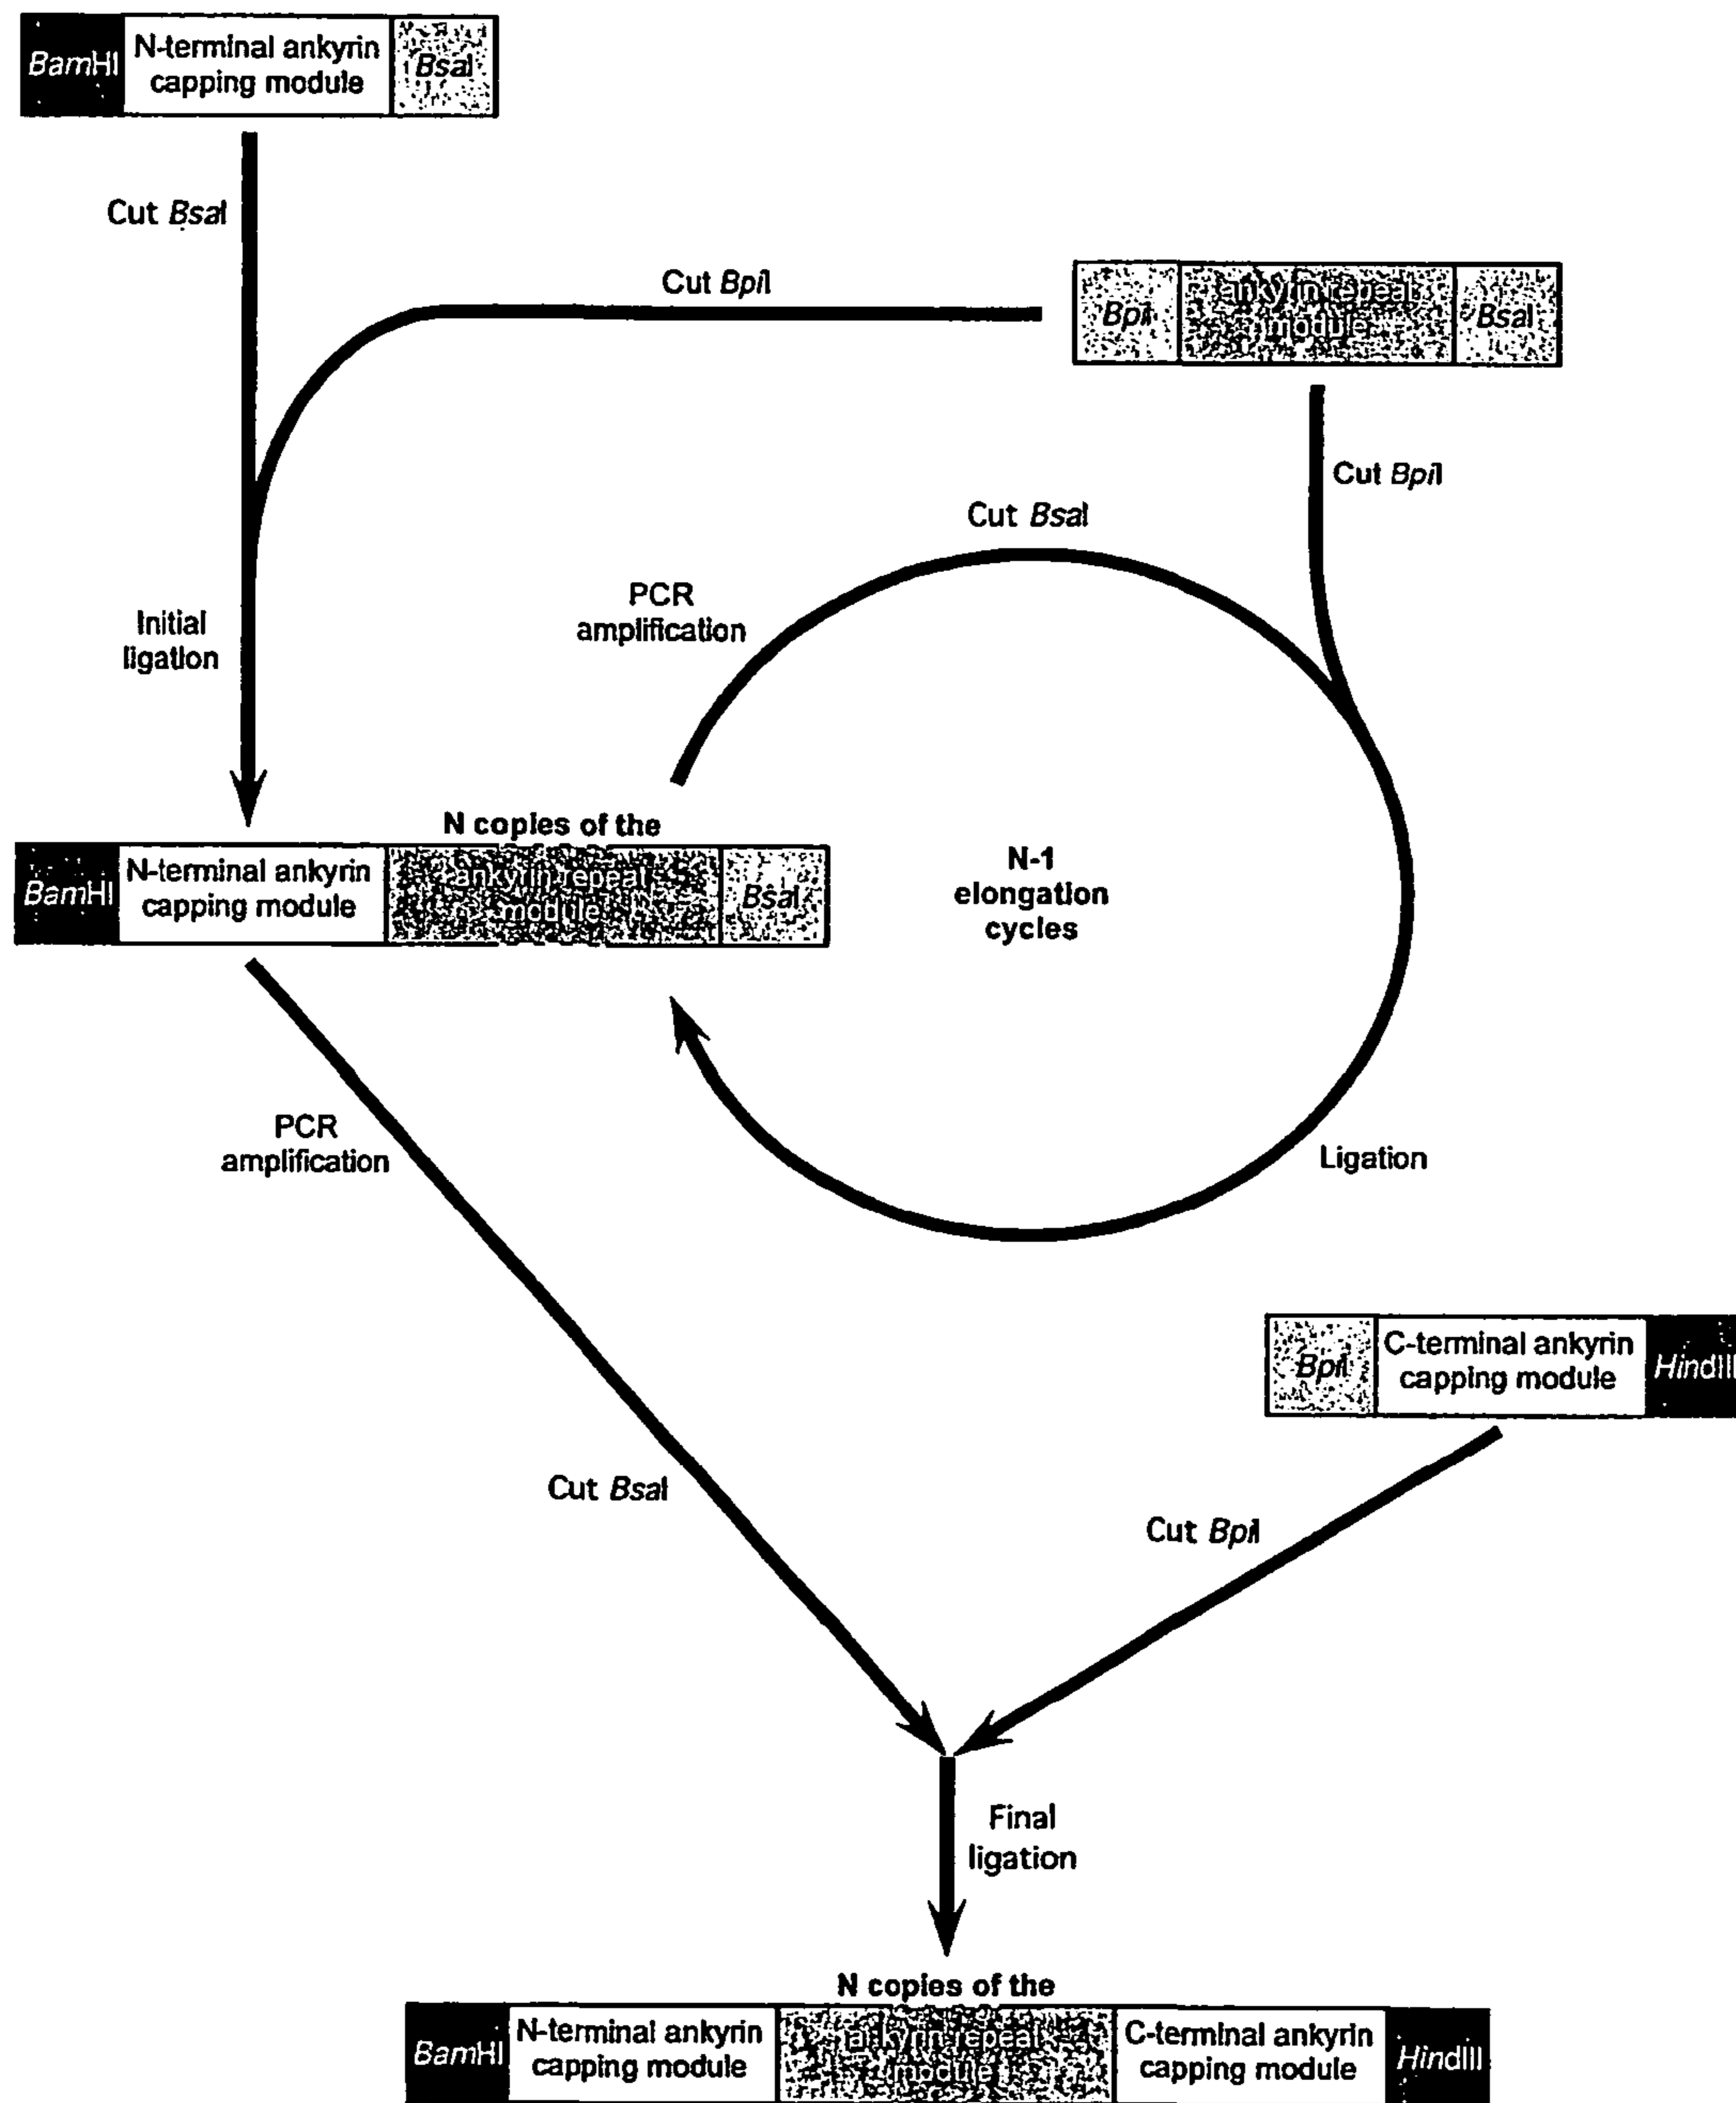 BamHI
N-terminal ankyrin
capping module
BsaI
Cut BsaI
Cut BpiI
BpiI
ankyrin repeat
module
BsaI
Cut BpiI
Cut BsaI
PCR
amplification
Initial
ligation
N copies of the
BamHI
N-terminal ankyrin
capping module
ankyrin repeat
module
BsaI
N-1
elongation
cycles
PCR
amplification
Ligation
BpiI
C-terminal ankyrin
capping module
HindIII
Cut BsaI
Cut BpiI
Final
ligation
N copies of the
BamHI
N-terminal ankyrin
capping module
ankyrin repeat
module
C-terminal ankyrin
capping module
HindIII